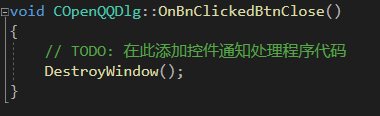 void COpenQQDlg::OnBnClickedBtnClose()
{
    // TODO: 在此添加控件通知处理程序代码
    DestroyWindow();
}